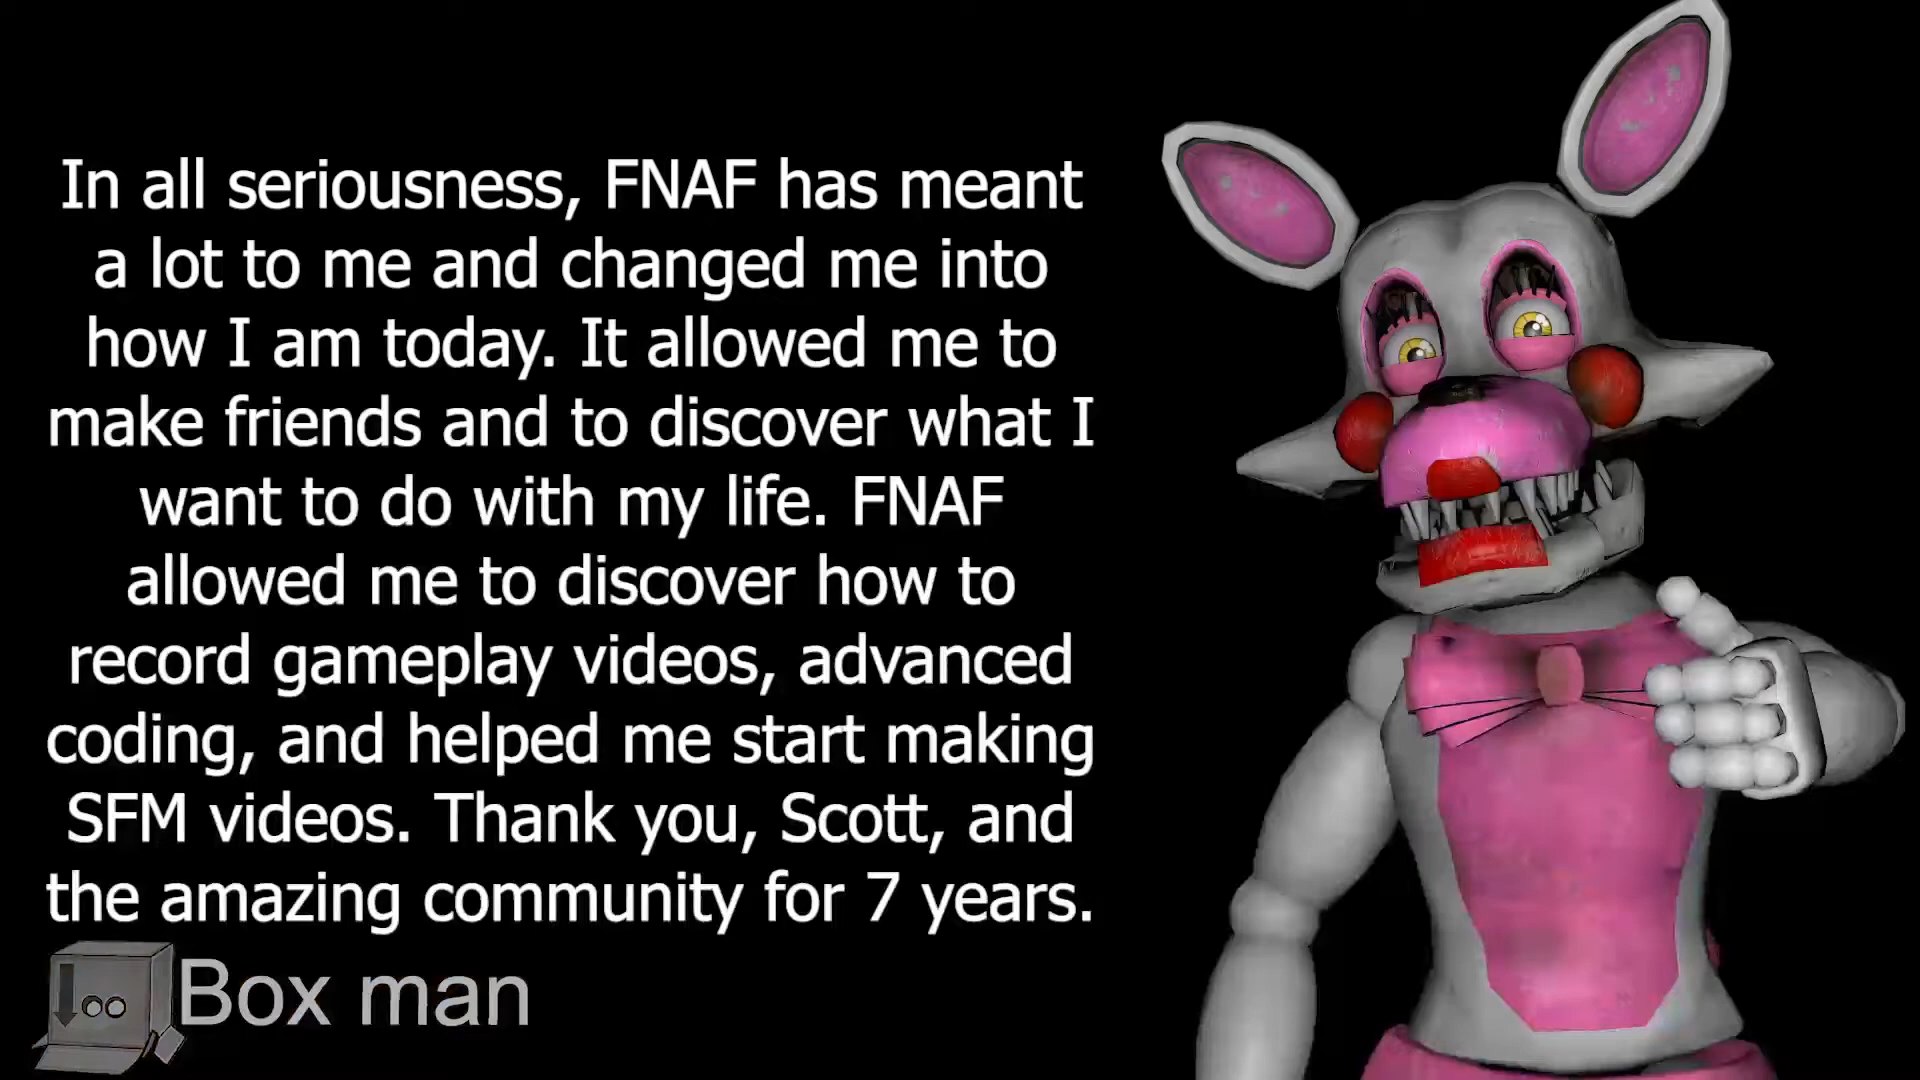 In all seriousness, FNAF has meant
a lot to me and changed me into
how I am today. It allowed me to
make friends and to discover what I
want to do with my life. FNAF
allowed me to discover how to
record gameplay videos, advanced
coding, and helped me start making
SFM videos. Thank you, Scott, and
the amazing community for 7 years.
Box man